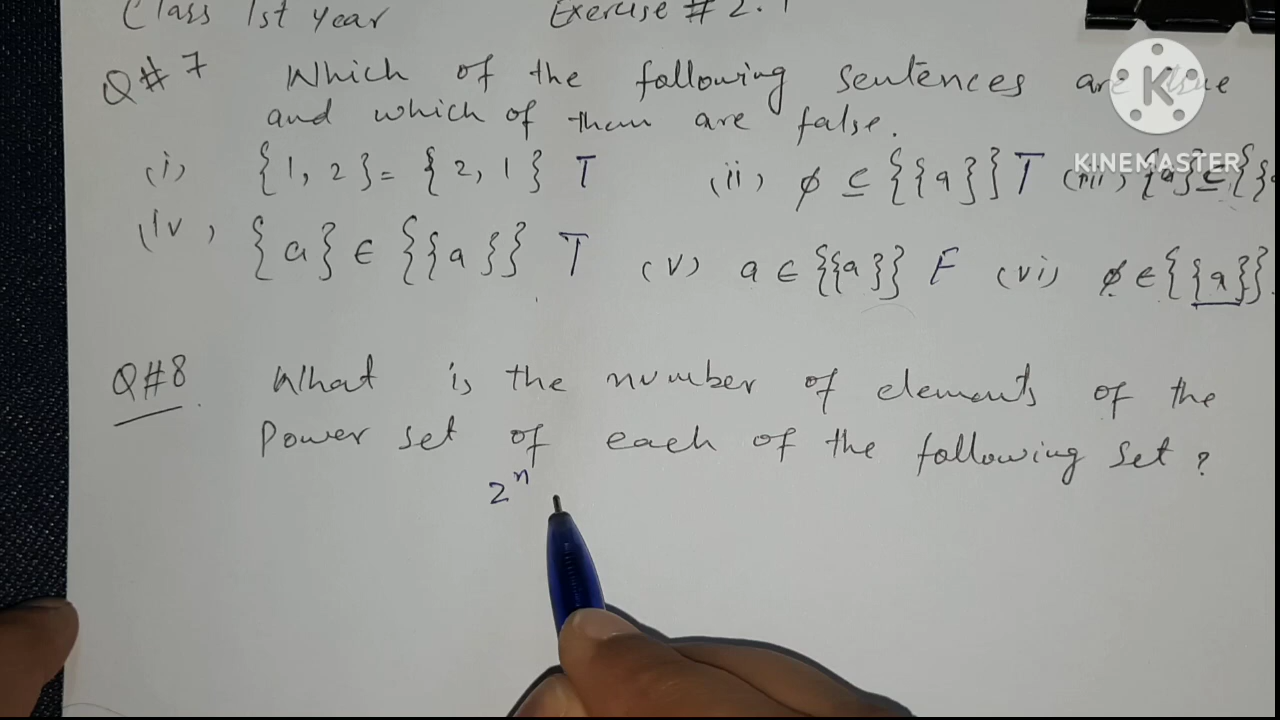 Class 1st year Exercise # 2.1
Q#7 Which of the following sentences are true
and which of them are false.
(i) {1, 2} = {2, 1} T (ii) ϕ ⊆ {{a}} T (iii) {a} ⊆ {{
(iv) {a} ∈ {{a}} T (v) a ∈ {{a}} F (vi) ϕ ∈ {{a}}
Q#8 What is the number of elements of the
Power set of each of the following set?
2ⁿ
K
KINEMASTER